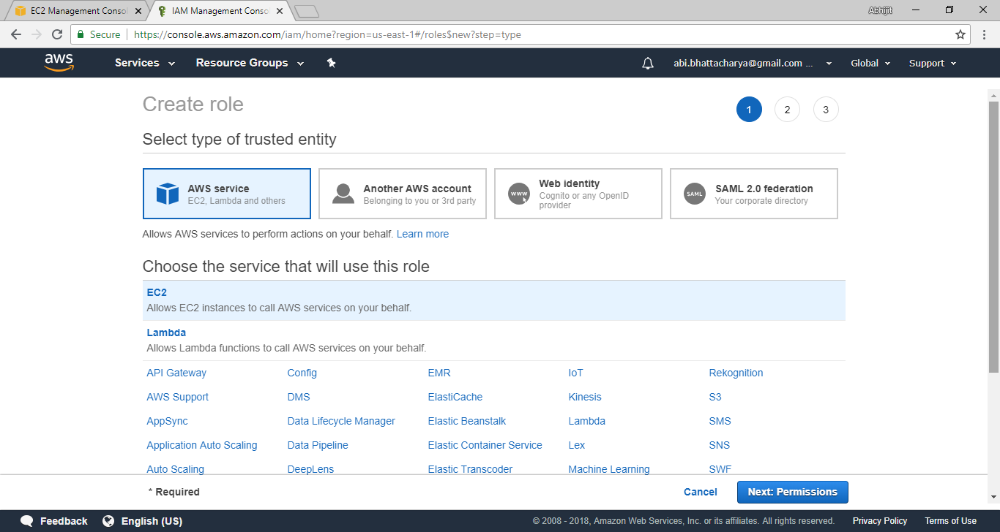 EC2 Management Consol
IAM Management Consol
Abhijit
Secure
https://console.aws.amazon.com/iam/home?region=us-east-1#/roles$new?step=type
aws
Services
Resource Groups
abi.bhattacharya@gmail.com ...
Global
Support
Create role
1
2
3
Select type of trusted entity
AWS service
EC2, Lambda and others
Another AWS account
Belonging to you or 3rd party
www
Web identity
Cognito or any OpenID
provider
SAML
SAML 2.0 federation
Your corporate directory
Allows AWS services to perform actions on your behalf. Learn more
Choose the service that will use this role
EC2
Allows EC2 instances to call AWS services on your behalf.
Lambda
Allows Lambda functions to call AWS services on your behalf.
API Gateway Config EMR IoT Rekognition
AWS Support DMS ElastiCache Kinesis S3
AppSync Data Lifecycle Manager Elastic Beanstalk Lambda SMS
Application Auto Scaling Data Pipeline Elastic Container Service Lex SNS
Auto Scaling DeepLens Elastic Transcoder Machine Learning SWF
* Required
Cancel
Next: Permissions
Feedback
English (US)
© 2008 - 2018, Amazon Web Services, Inc. or its affiliates. All rights reserved.
Privacy Policy
Terms of Use